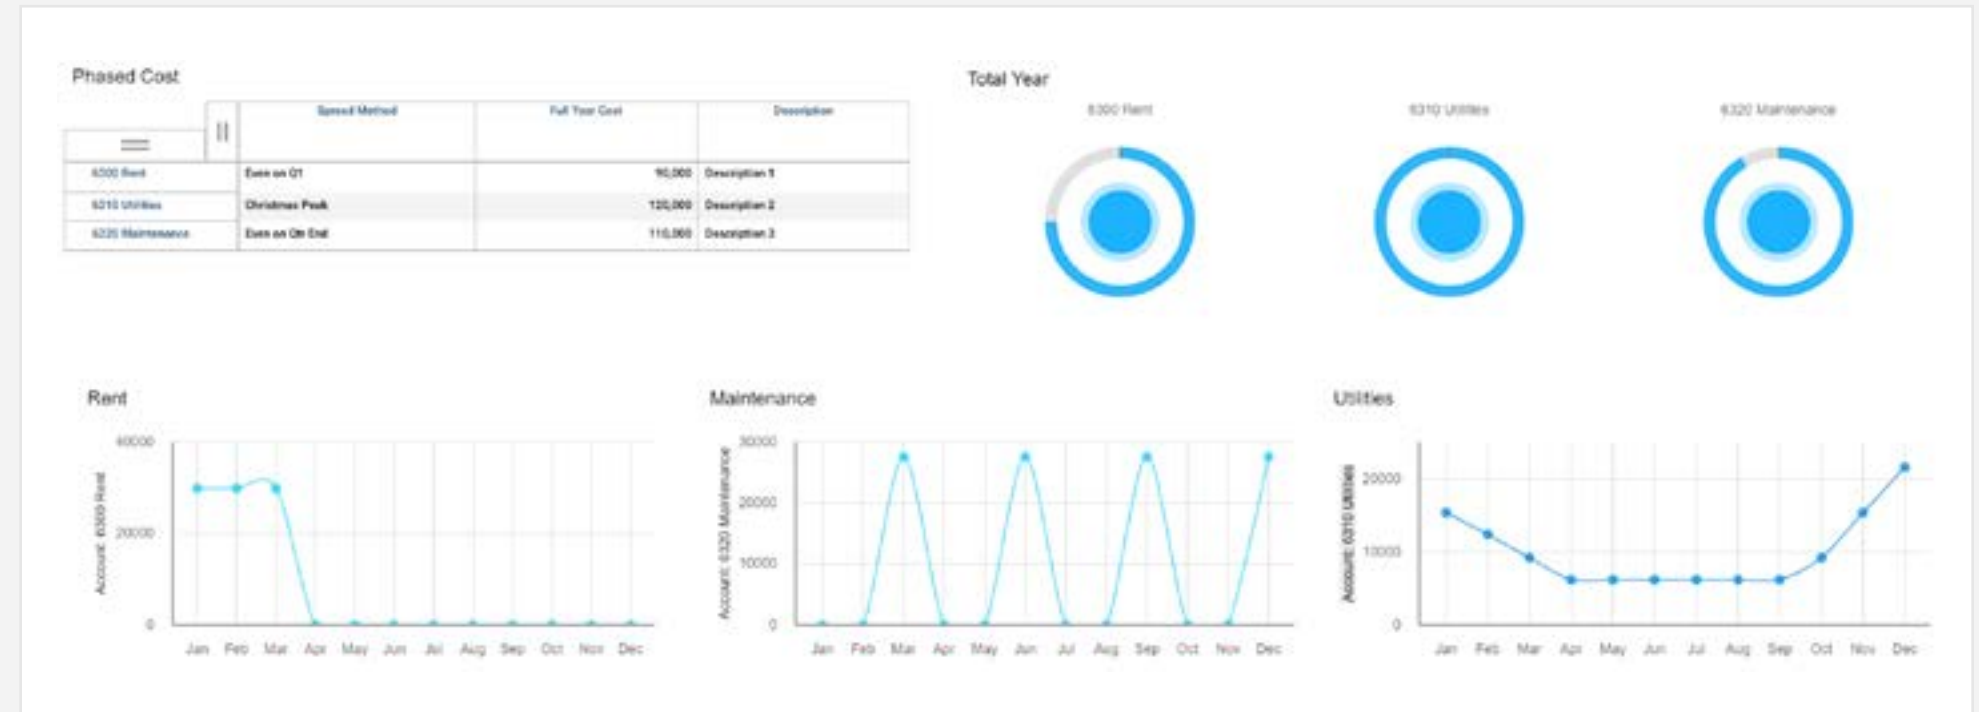 Phased Cost
Spread Method Full Year Cost Description
6300 Rent Even on Q1 90,000 Description 1
6310 Utilities Christmas Peak 120,000 Description 2
6320 Maintenance Even on Qtr End 110,000 Description 3
Total Year
6300 Rent 6310 Utilities 6320 Maintenance
Rent
Account: 6300 Rent
40000
20000
0
Jan Feb Mar Apr May Jun Jul Aug Sep Oct Nov Dec
Maintenance
Account: 6320 Maintenance
30000
20000
10000
0
Jan Feb Mar Apr May Jun Jul Aug Sep Oct Nov Dec
Utilities
Account: 6310 Utilities
20000
10000
0
Jan Feb Mar Apr May Jun Jul Aug Sep Oct Nov Dec